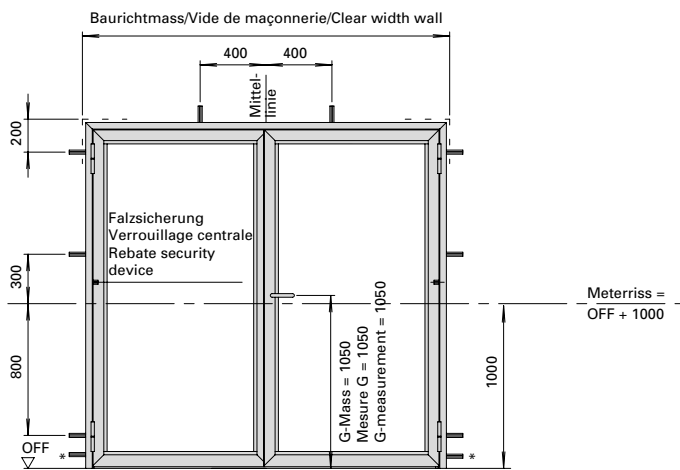 Baurichtmass/Vide de maçonnerie/Clear width wall
400
400
Mittel-
linie
200
Falzsicherung
Verrouillage centrale
Rebate security
device
300
Meterriss =
OFF + 1000
G-Mass = 1050
Mesure G = 1050
G-measurement = 1050
800
1000
OFF
*
*